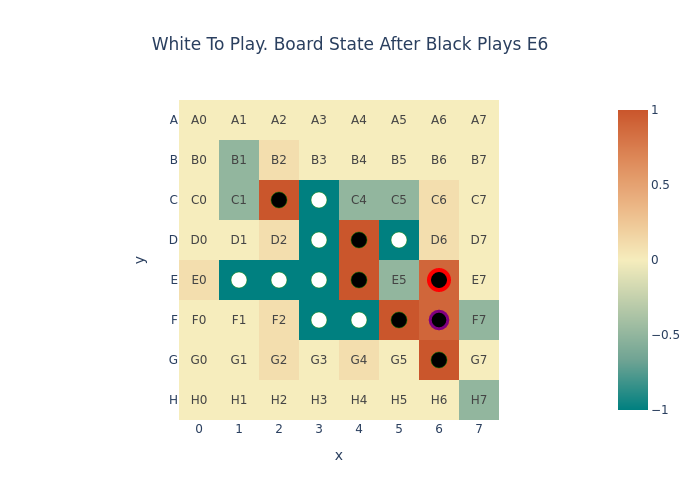 White To Play. Board State After Black Plays E6
A A0 A1 A2 A3 A4 A5 A6 A7
B B0 B1 B2 B3 B4 B5 B6 B7
C C0 C1 C4 C5 C6 C7
D D0 D1 D2 D6 D7
E E0 E5 E7
F F0 F1 F2 F7
G G0 G1 G2 G3 G4 G5 G7
H H0 H1 H2 H3 H4 H5 H6 H7
0 1 2 3 4 5 6 7
x
y
1
0.5
0
−0.5
−1